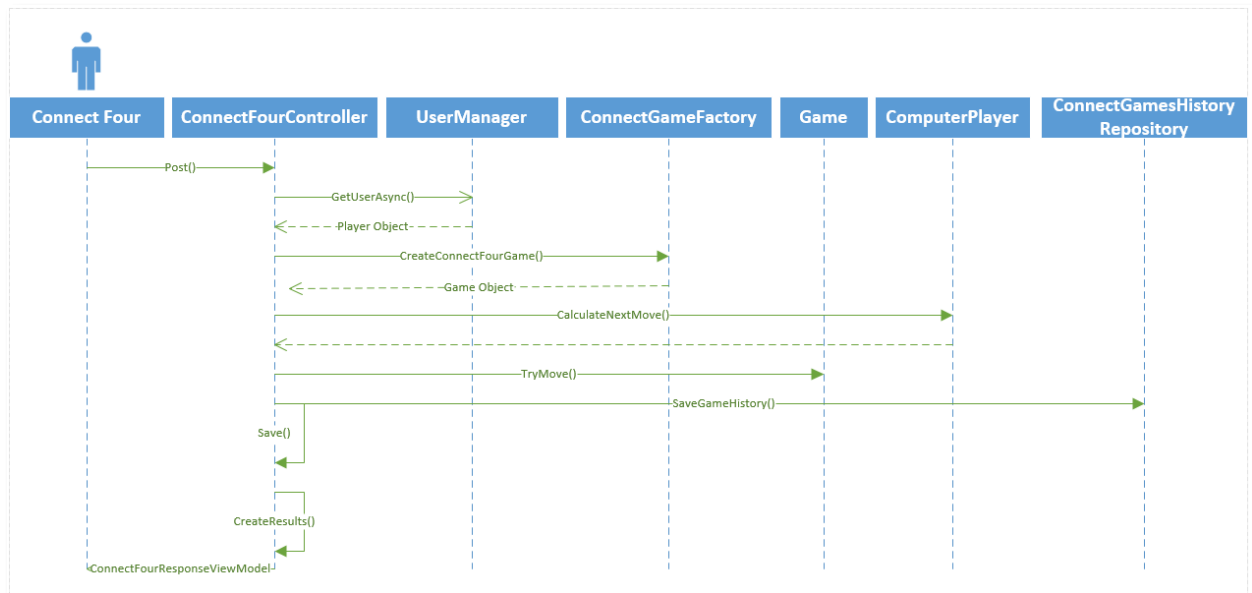 Connect Four
ConnectFourController
UserManager
ConnectGameFactory
Game
ComputerPlayer
ConnectGamesHistory
Repository
Post()
GetUserAsync()
Player Object
CreateConnectFourGame()
Game Object
CalculateNextMove()
TryMove()
SaveGameHistory()
Save()
CreateResults()
ConnectFourResponseViewModel